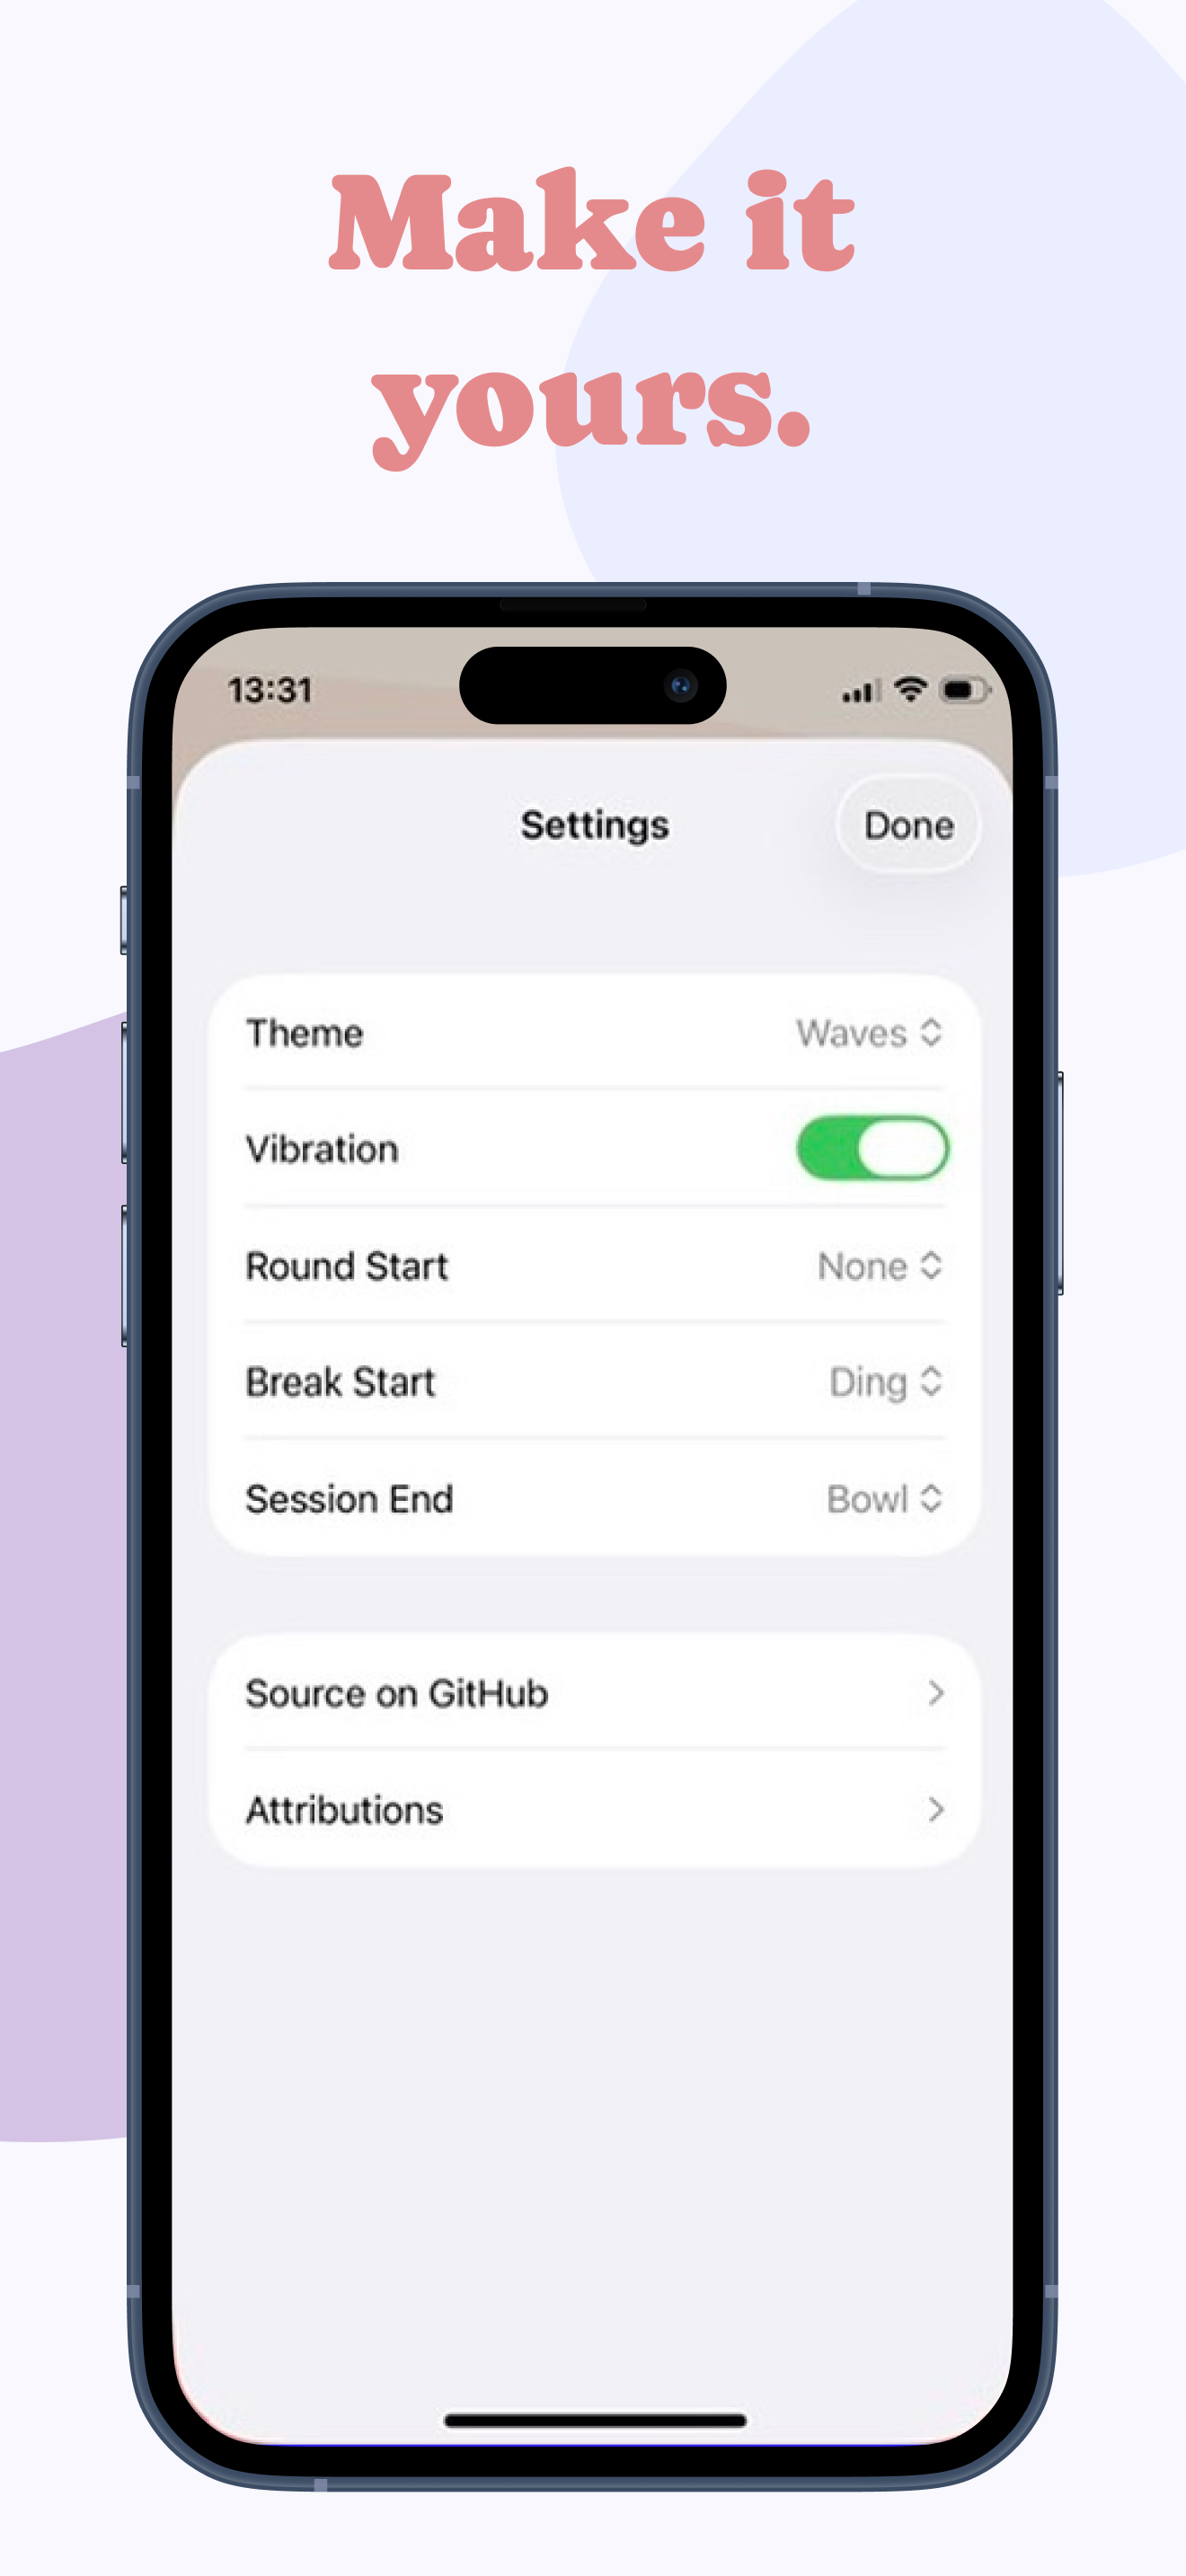 Make it
yours.
13:31
Settings
Done
Theme
Waves
Vibration
Round Start
None
Break Start
Ding
Session End
Bowl
Source on GitHub
Attributions